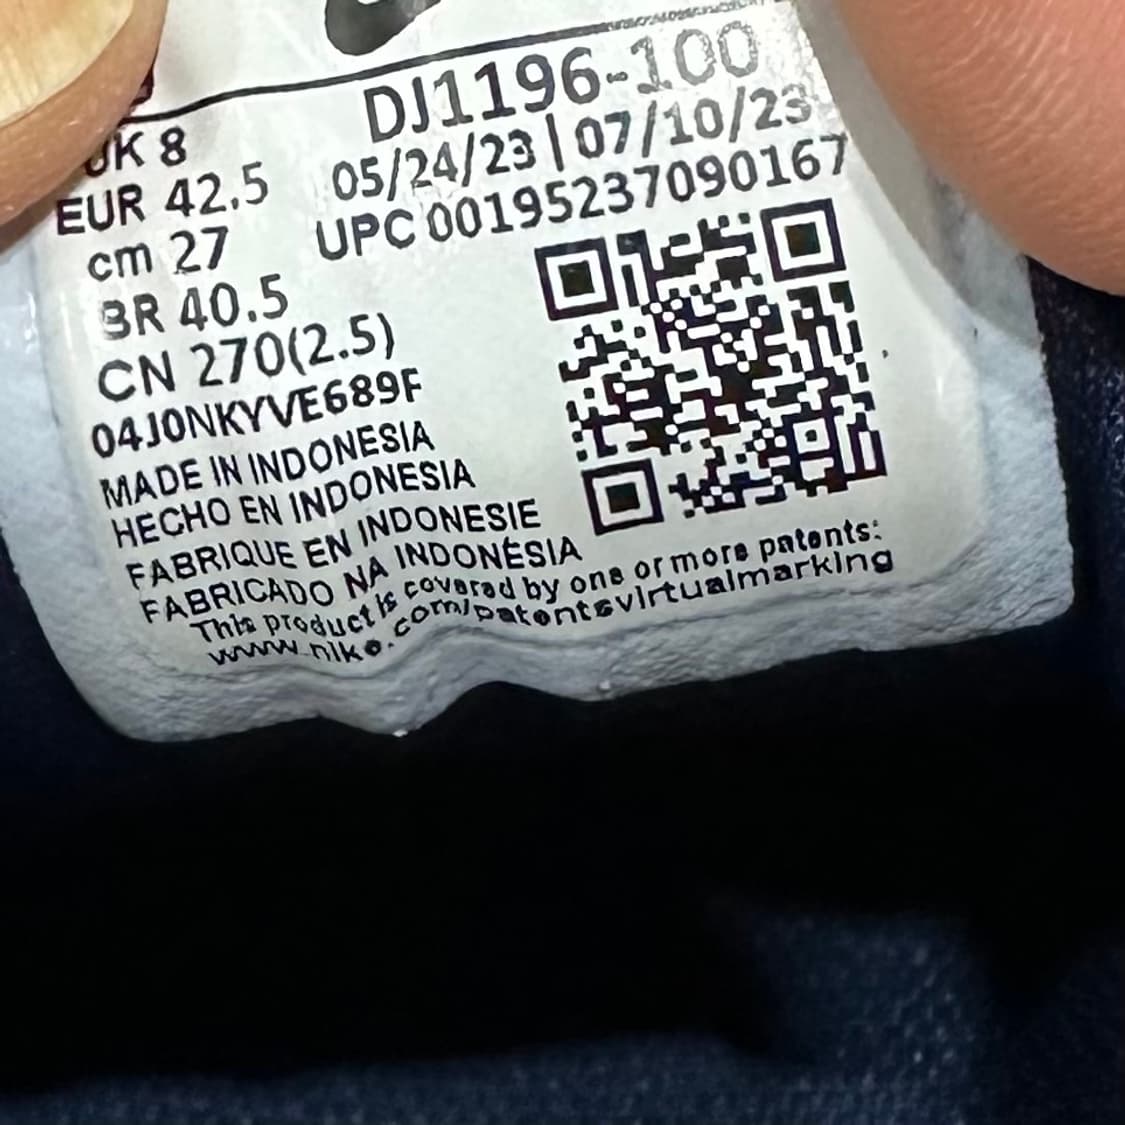 DJ1196-100
UK 8
05/24/23 | 07/10/23
EUR 42.5
UPC 00195237090167
cm 27
BR 40.5
CN 270(2.5)
04J0NKYVE689F
MADE IN INDONESIA
HECHO EN INDONESIA
FABRIQUE EN INDONESIE
FABRICADO NA INDONÉSIA
This product is covered by one or more patents:
www.nike.com/patentsvirtualmarking